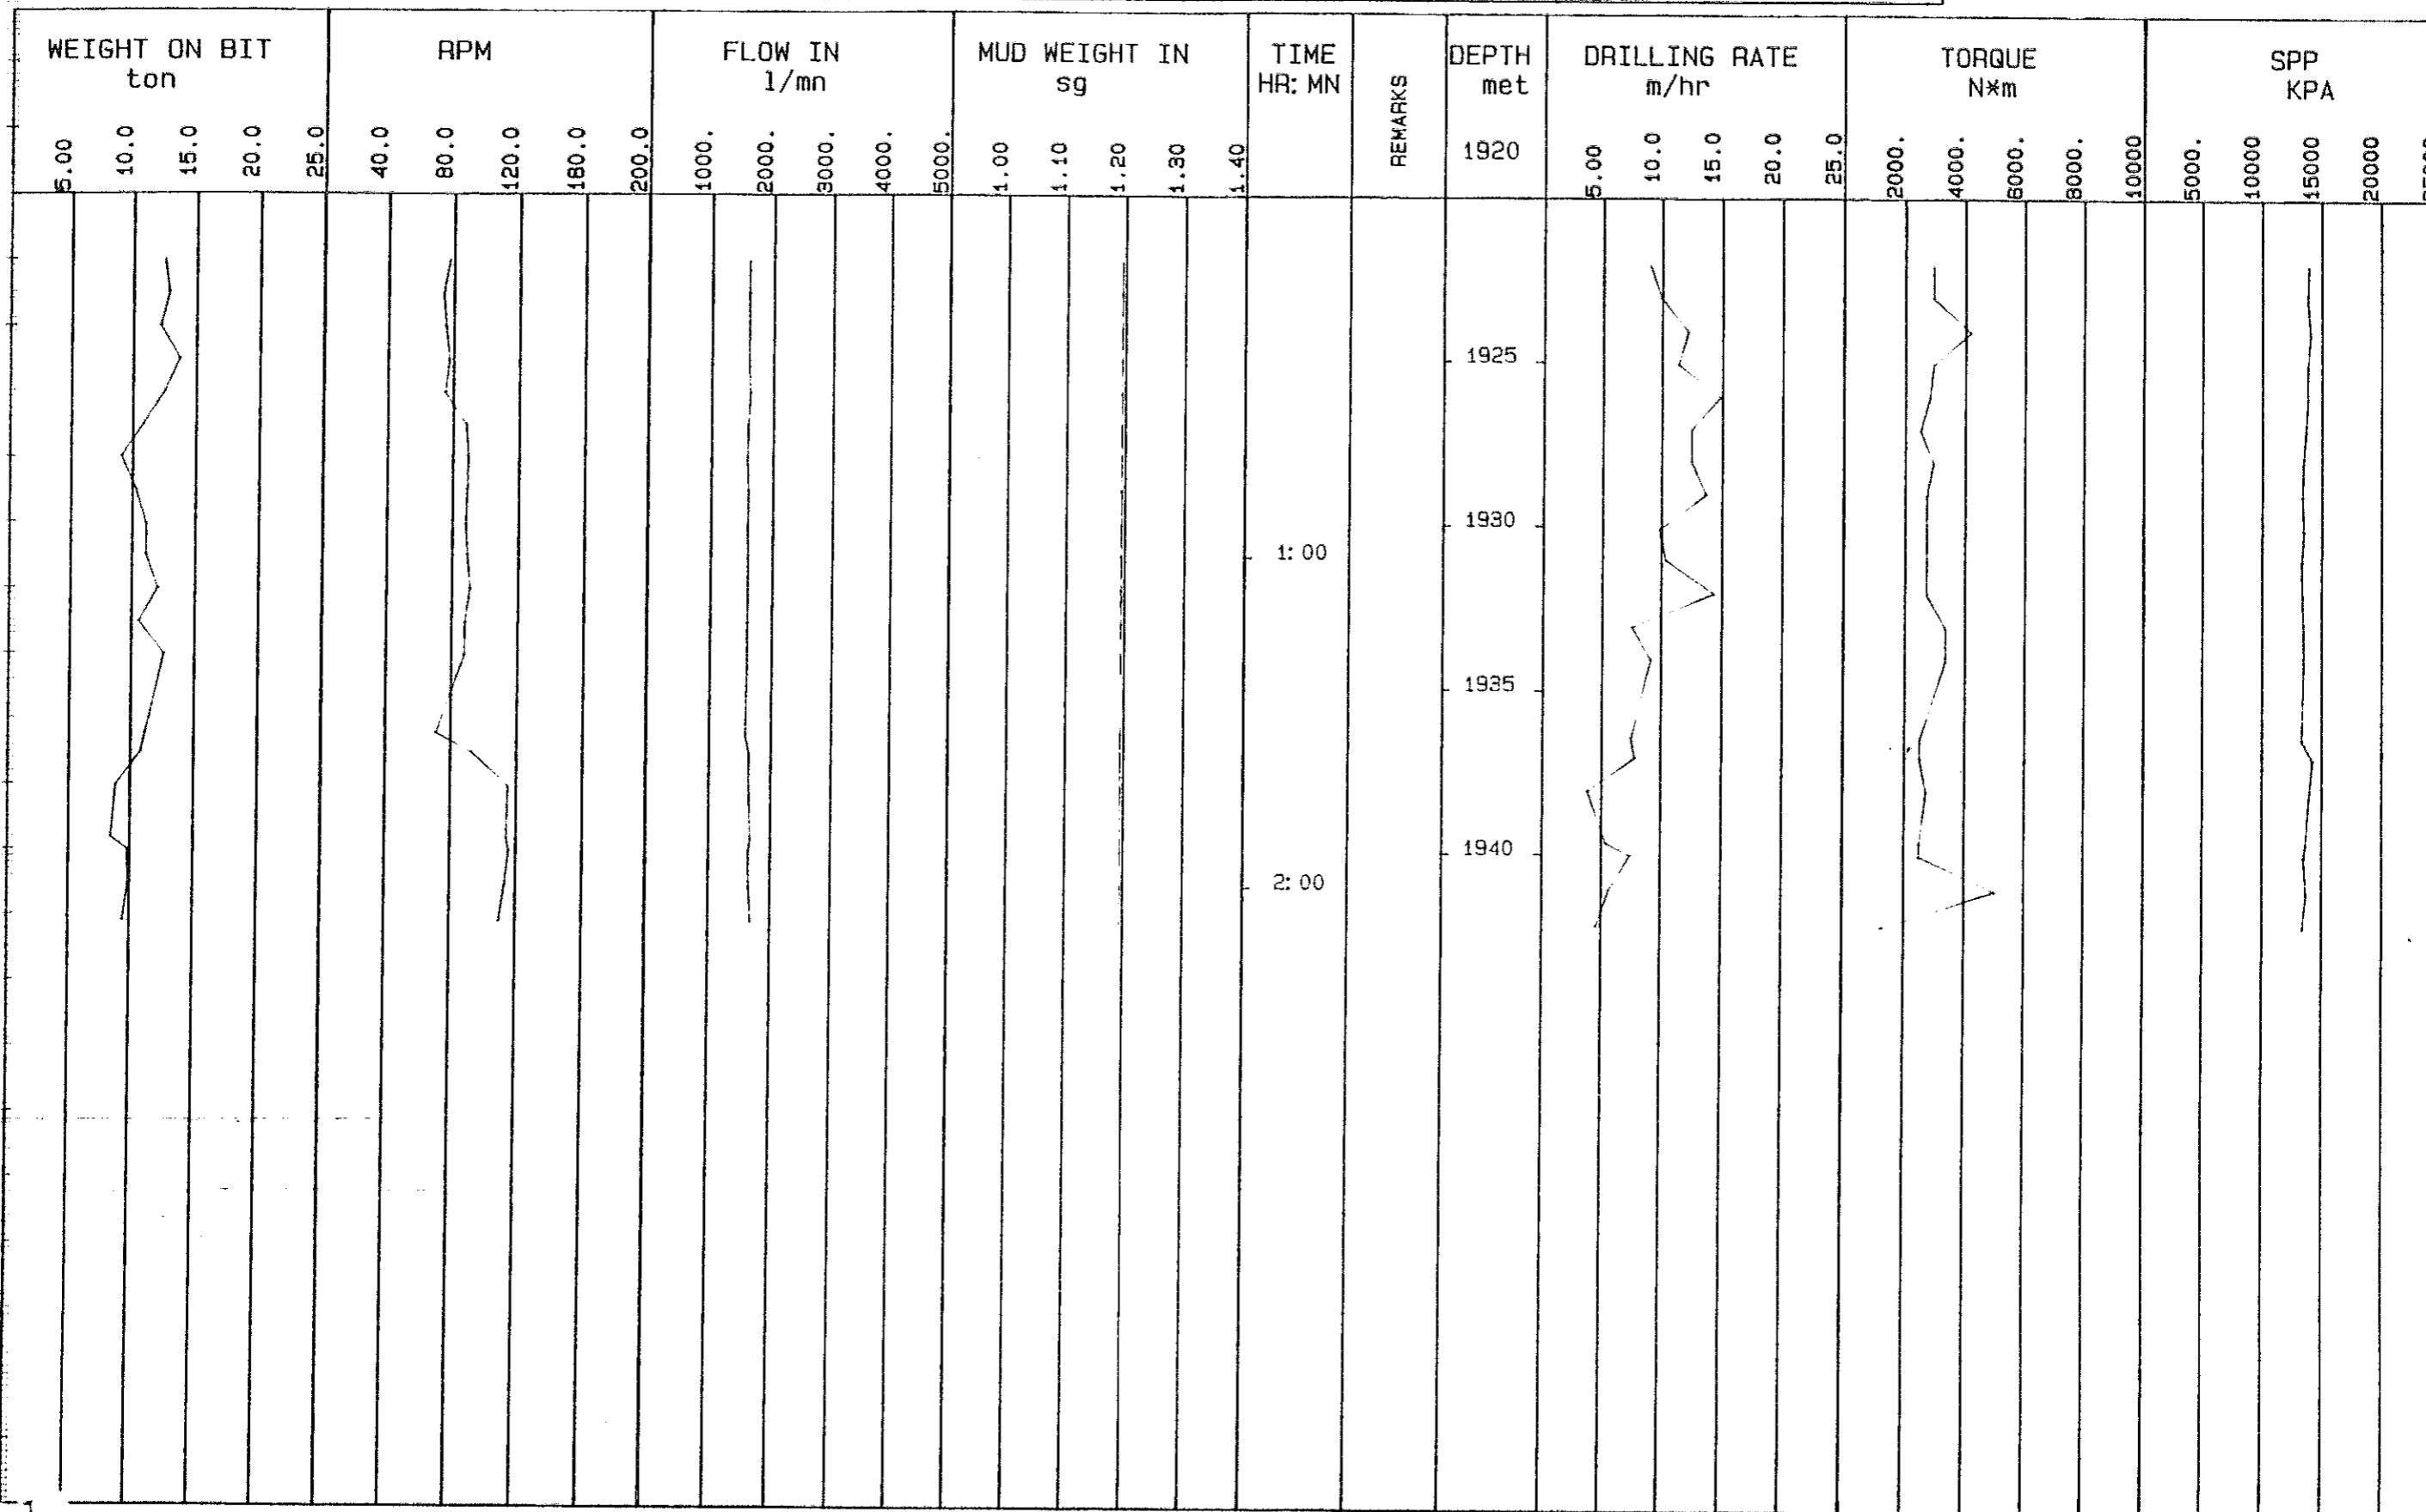 WEIGHT ON BIT
ton
5.00 10.0 15.0 20.0 25.0
RPM
40.0 80.0 120.0 160.0 200.0
FLOW IN
l/mn
1000. 2000. 3000. 4000. 5000.
MUD WEIGHT IN
sg
1.00 1.10 1.20 1.30 1.40
TIME
HR: MN
REMARKS
DEPTH
met
1920
DRILLING RATE
m/hr
5.00 10.0 15.0 20.0 25.0
TORQUE
N*m
2000. 4000. 6000. 8000. 10000
SPP
KPA
5000. 10000 15000 20000
1925
1930
1: 00
1935
1940
2: 00